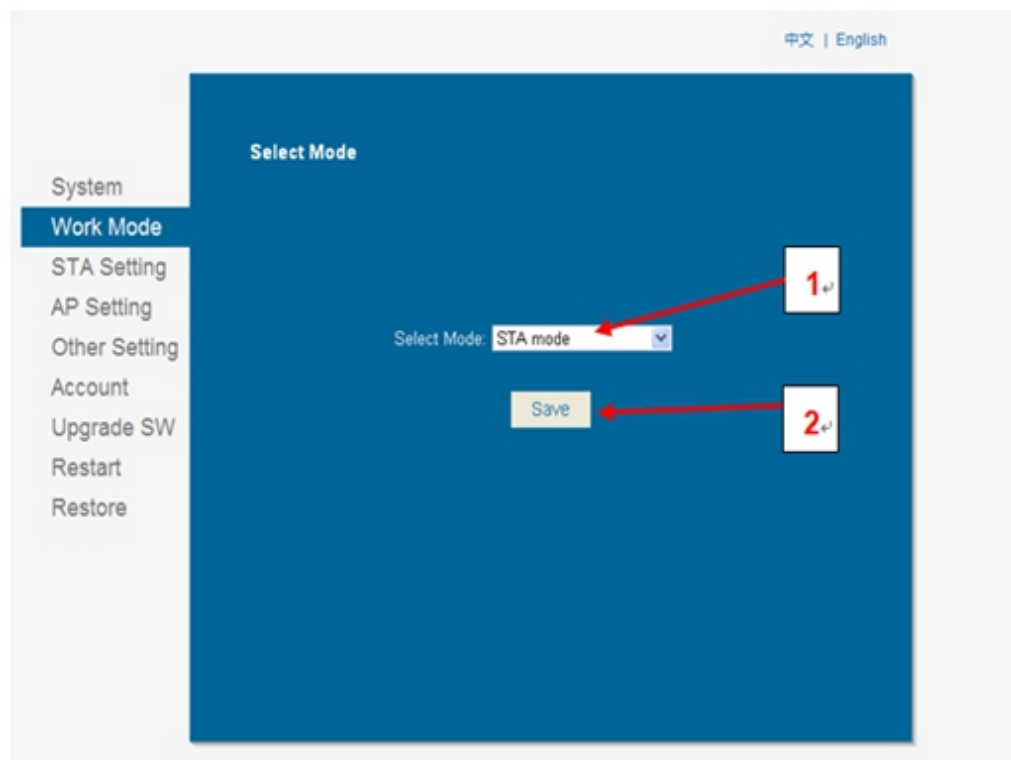 中文 | English
Select Mode
System
Work Mode
STA Setting
AP Setting
Other Setting
Account
Upgrade SW
Restart
Restore
Select Mode: STA mode
Save
1
2